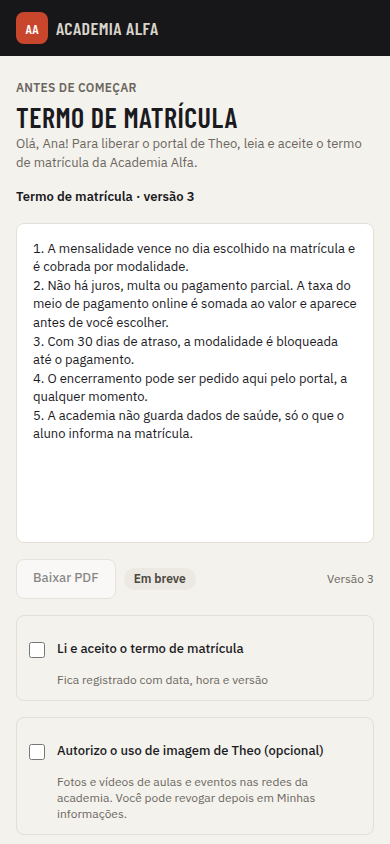 AA ACADEMIA ALFA
ANTES DE COMEÇAR
TERMO DE MATRÍCULA
Olá, Ana! Para liberar o portal de Theo, leia e aceite o termo
de matrícula da Academia Alfa.
Termo de matrícula · versão 3
1. A mensalidade vence no dia escolhido na matrícula e
é cobrada por modalidade.
2. Não há juros, multa ou pagamento parcial. A taxa do
meio de pagamento online é somada ao valor e aparece
antes de você escolher.
3. Com 30 dias de atraso, a modalidade é bloqueada
até o pagamento.
4. O encerramento pode ser pedido aqui pelo portal, a
qualquer momento.
5. A academia não guarda dados de saúde, só o que o
aluno informa na matrícula.
Baixar PDF Em breve Versão 3
Li e aceito o termo de matrícula
Fica registrado com data, hora e versão
Autorizo o uso de imagem de Theo (opcional)
Fotos e vídeos de aulas e eventos nas redes da
academia. Você pode revogar depois em Minhas
informações.